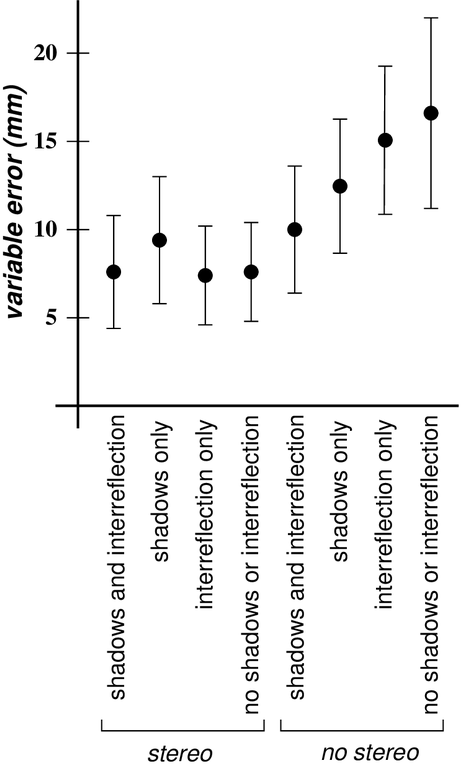 variable error (mm)
20
15
10
5
shadows and interreflection
shadows only
interreflection only
no shadows or interreflection
shadows and interreflection
shadows only
interreflection only
no shadows or interreflection
stereo
no stereo